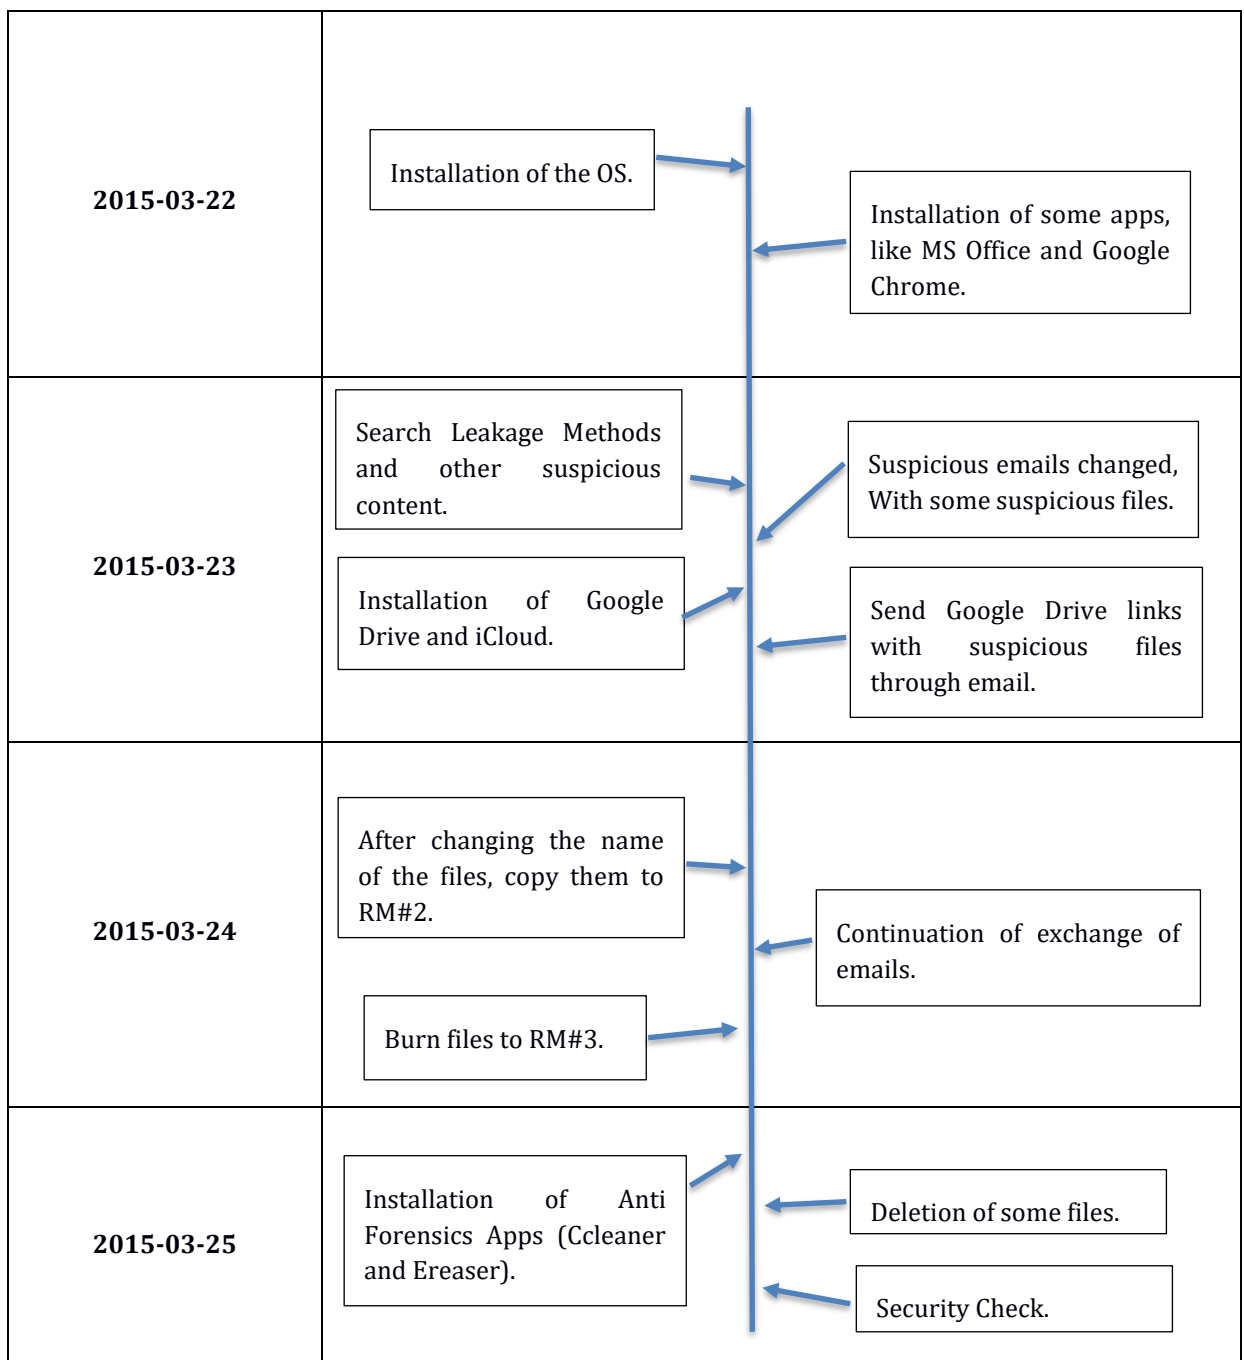 2015-03-22
Installation of the OS.
Installation of some apps,
like MS Office and Google
Chrome.
2015-03-23
Search Leakage Methods
and other suspicious
content.
Suspicious emails changed,
With some suspicious files.
Installation of Google
Drive and iCloud.
Send Google Drive links
with suspicious files
through email.
2015-03-24
After changing the name
of the files, copy them to
RM#2.
Continuation of exchange of
emails.
Burn files to RM#3.
2015-03-25
Installation of Anti
Forensics Apps (Ccleaner
and Ereaser).
Deletion of some files.
Security Check.